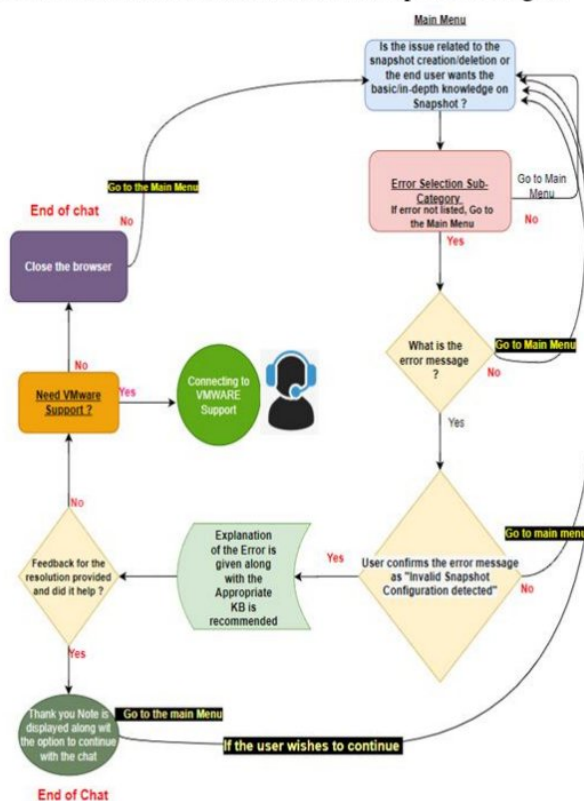 Main Menu
Is the issue related to the
snapshot creation/deletion or
the end user wants the
basic/in-depth knowledge on
Snapshot ?
Go to the Main Menu
No
End of chat
Close the browser
Error Selection Sub-
Category
If error not listed, Go to
the Main Menu
Go to Main
Menu
No
Yes
What is the
error message
?
Go to Main Menu
No
Yes
No
Need VMware
Support ?
Yes
Connecting to
VMWARE
Support
No
Feedback for the
resolution provided
and did it help ?
Explanation
of the Error is
given along
with the
Appropriate
KB is
recommended
Yes
User confirms the error message
as "Invalid Snapshot
Configuration detected"
Go to main menu
No
Yes
Thank you Note is
displayed along wit
the option to continue
with the chat
Go to the main Menu
If the user wishes to continue
End of Chat